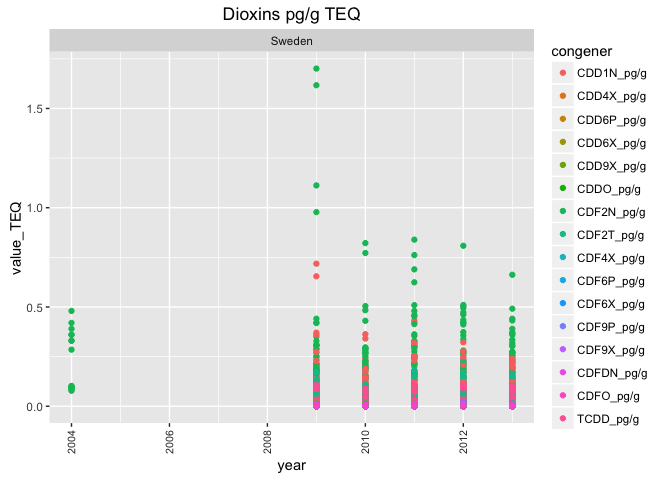 Dioxins pg/g TEQ
Sweden
congener
CDD1N_pg/g
CDD4X_pg/g
CDD6P_pg/g
CDD6X_pg/g
CDD9X_pg/g
CDDO_pg/g
CDF2N_pg/g
CDF2T_pg/g
CDF4X_pg/g
CDF6P_pg/g
CDF6X_pg/g
CDF9P_pg/g
CDF9X_pg/g
CDFDN_pg/g
CDFO_pg/g
TCDD_pg/g
value_TEQ
1.5
1.0
0.5
0.0
2004
2006
2008
2010
2012
year